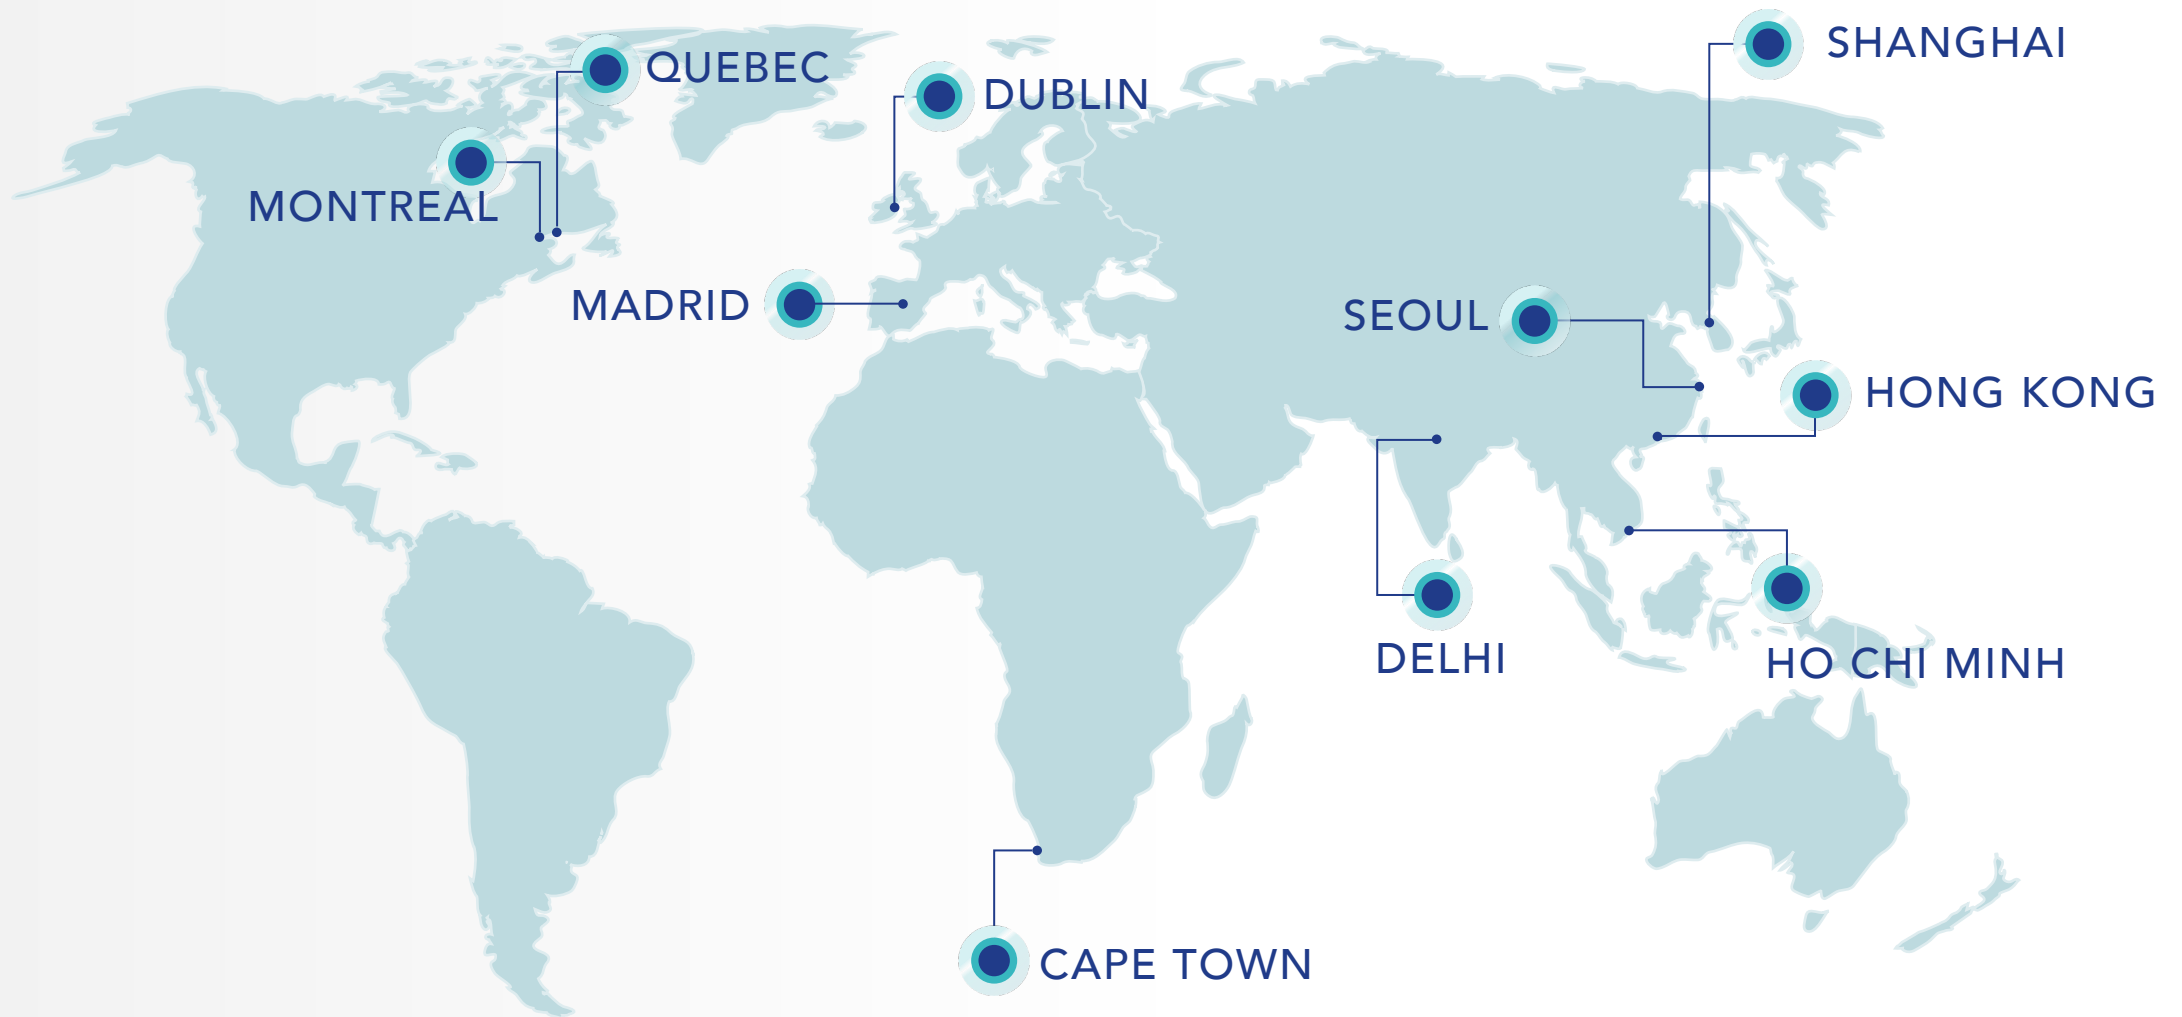 SHANGHAI
QUEBEC
DUBLIN
MONTREAL
MADRID
SEOUL
HONG KONG
DELHI
HO CHI MINH
CAPE TOWN